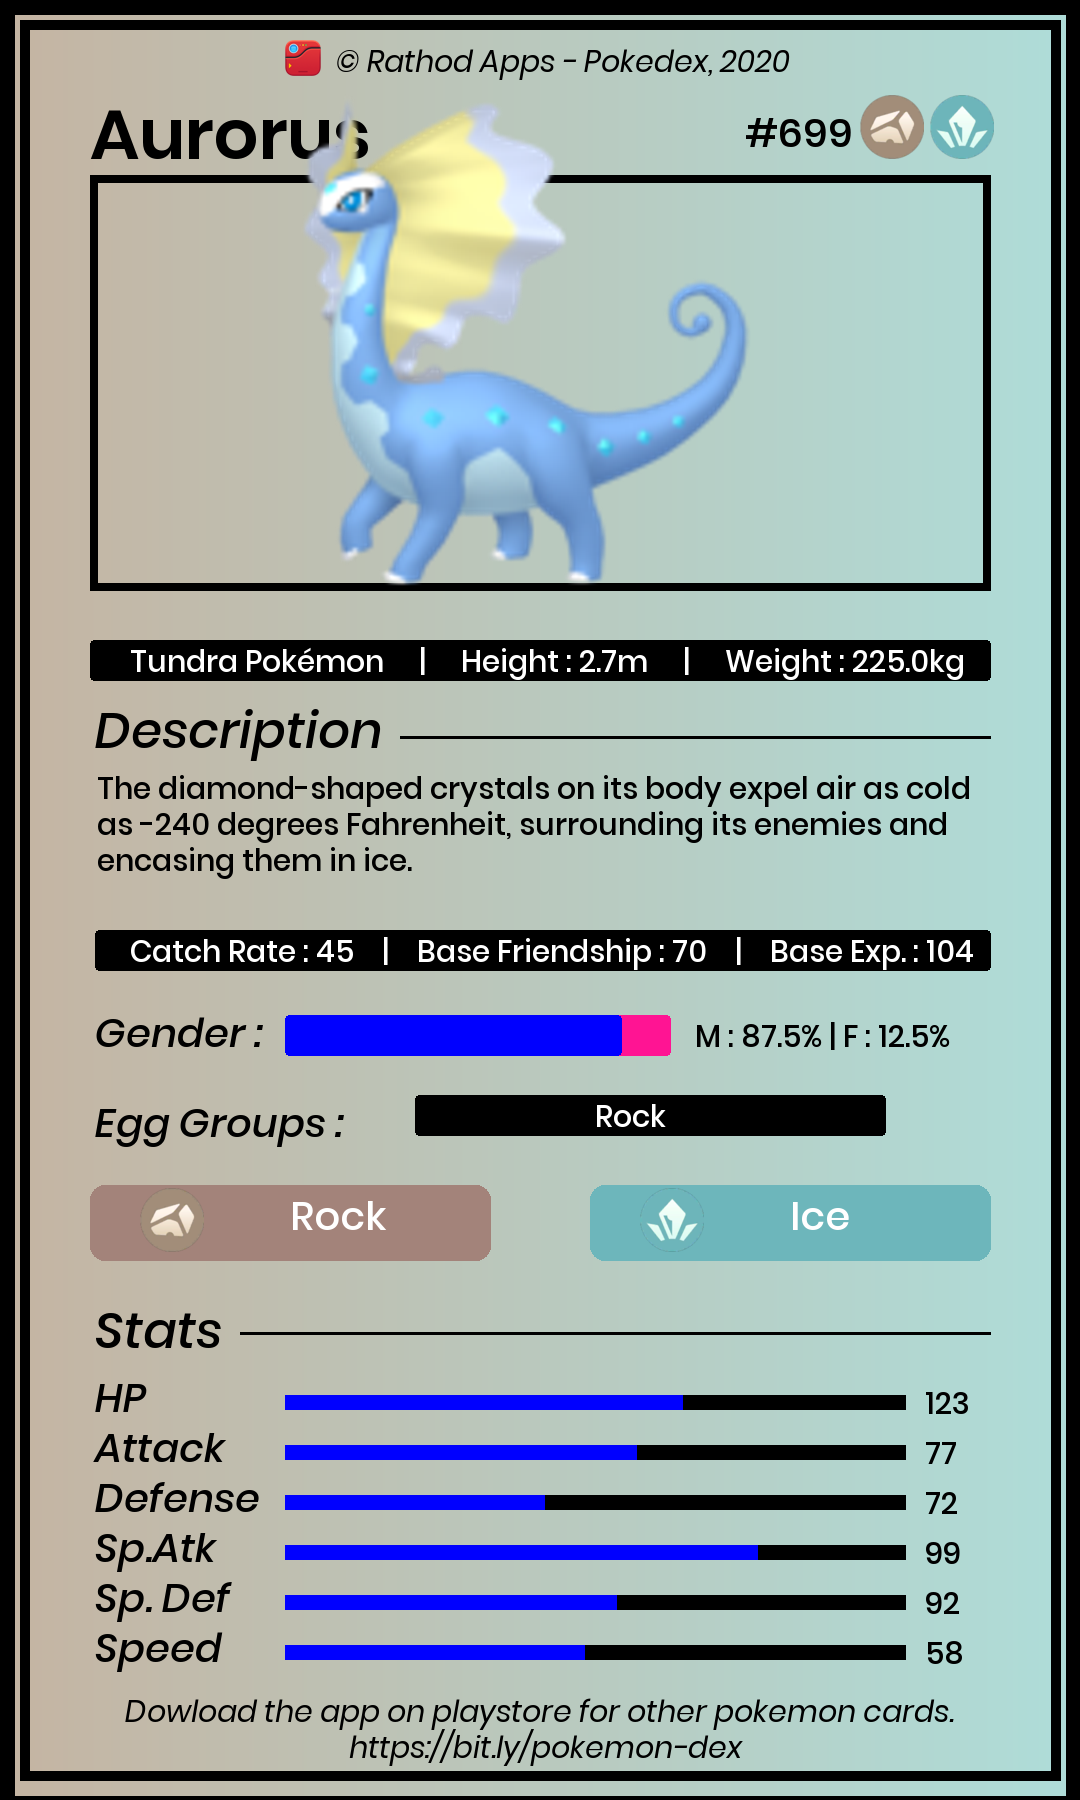 © Rathod Apps - Pokedex, 2020
Aurorus #699
Tundra Pokémon | Height : 2.7m | Weight : 225.0kg
Description
The diamond-shaped crystals on its body expel air as cold
as -240 degrees Fahrenheit, surrounding its enemies and
encasing them in ice.
Catch Rate : 45 | Base Friendship : 70 | Base Exp. : 104
Gender : M : 87.5% | F : 12.5%
Egg Groups : Rock
Rock Ice
Stats
HP 123
Attack 77
Defense 72
Sp.Atk 99
Sp. Def 92
Speed 58
Dowload the app on playstore for other pokemon cards.
https://bit.ly/pokemon-dex